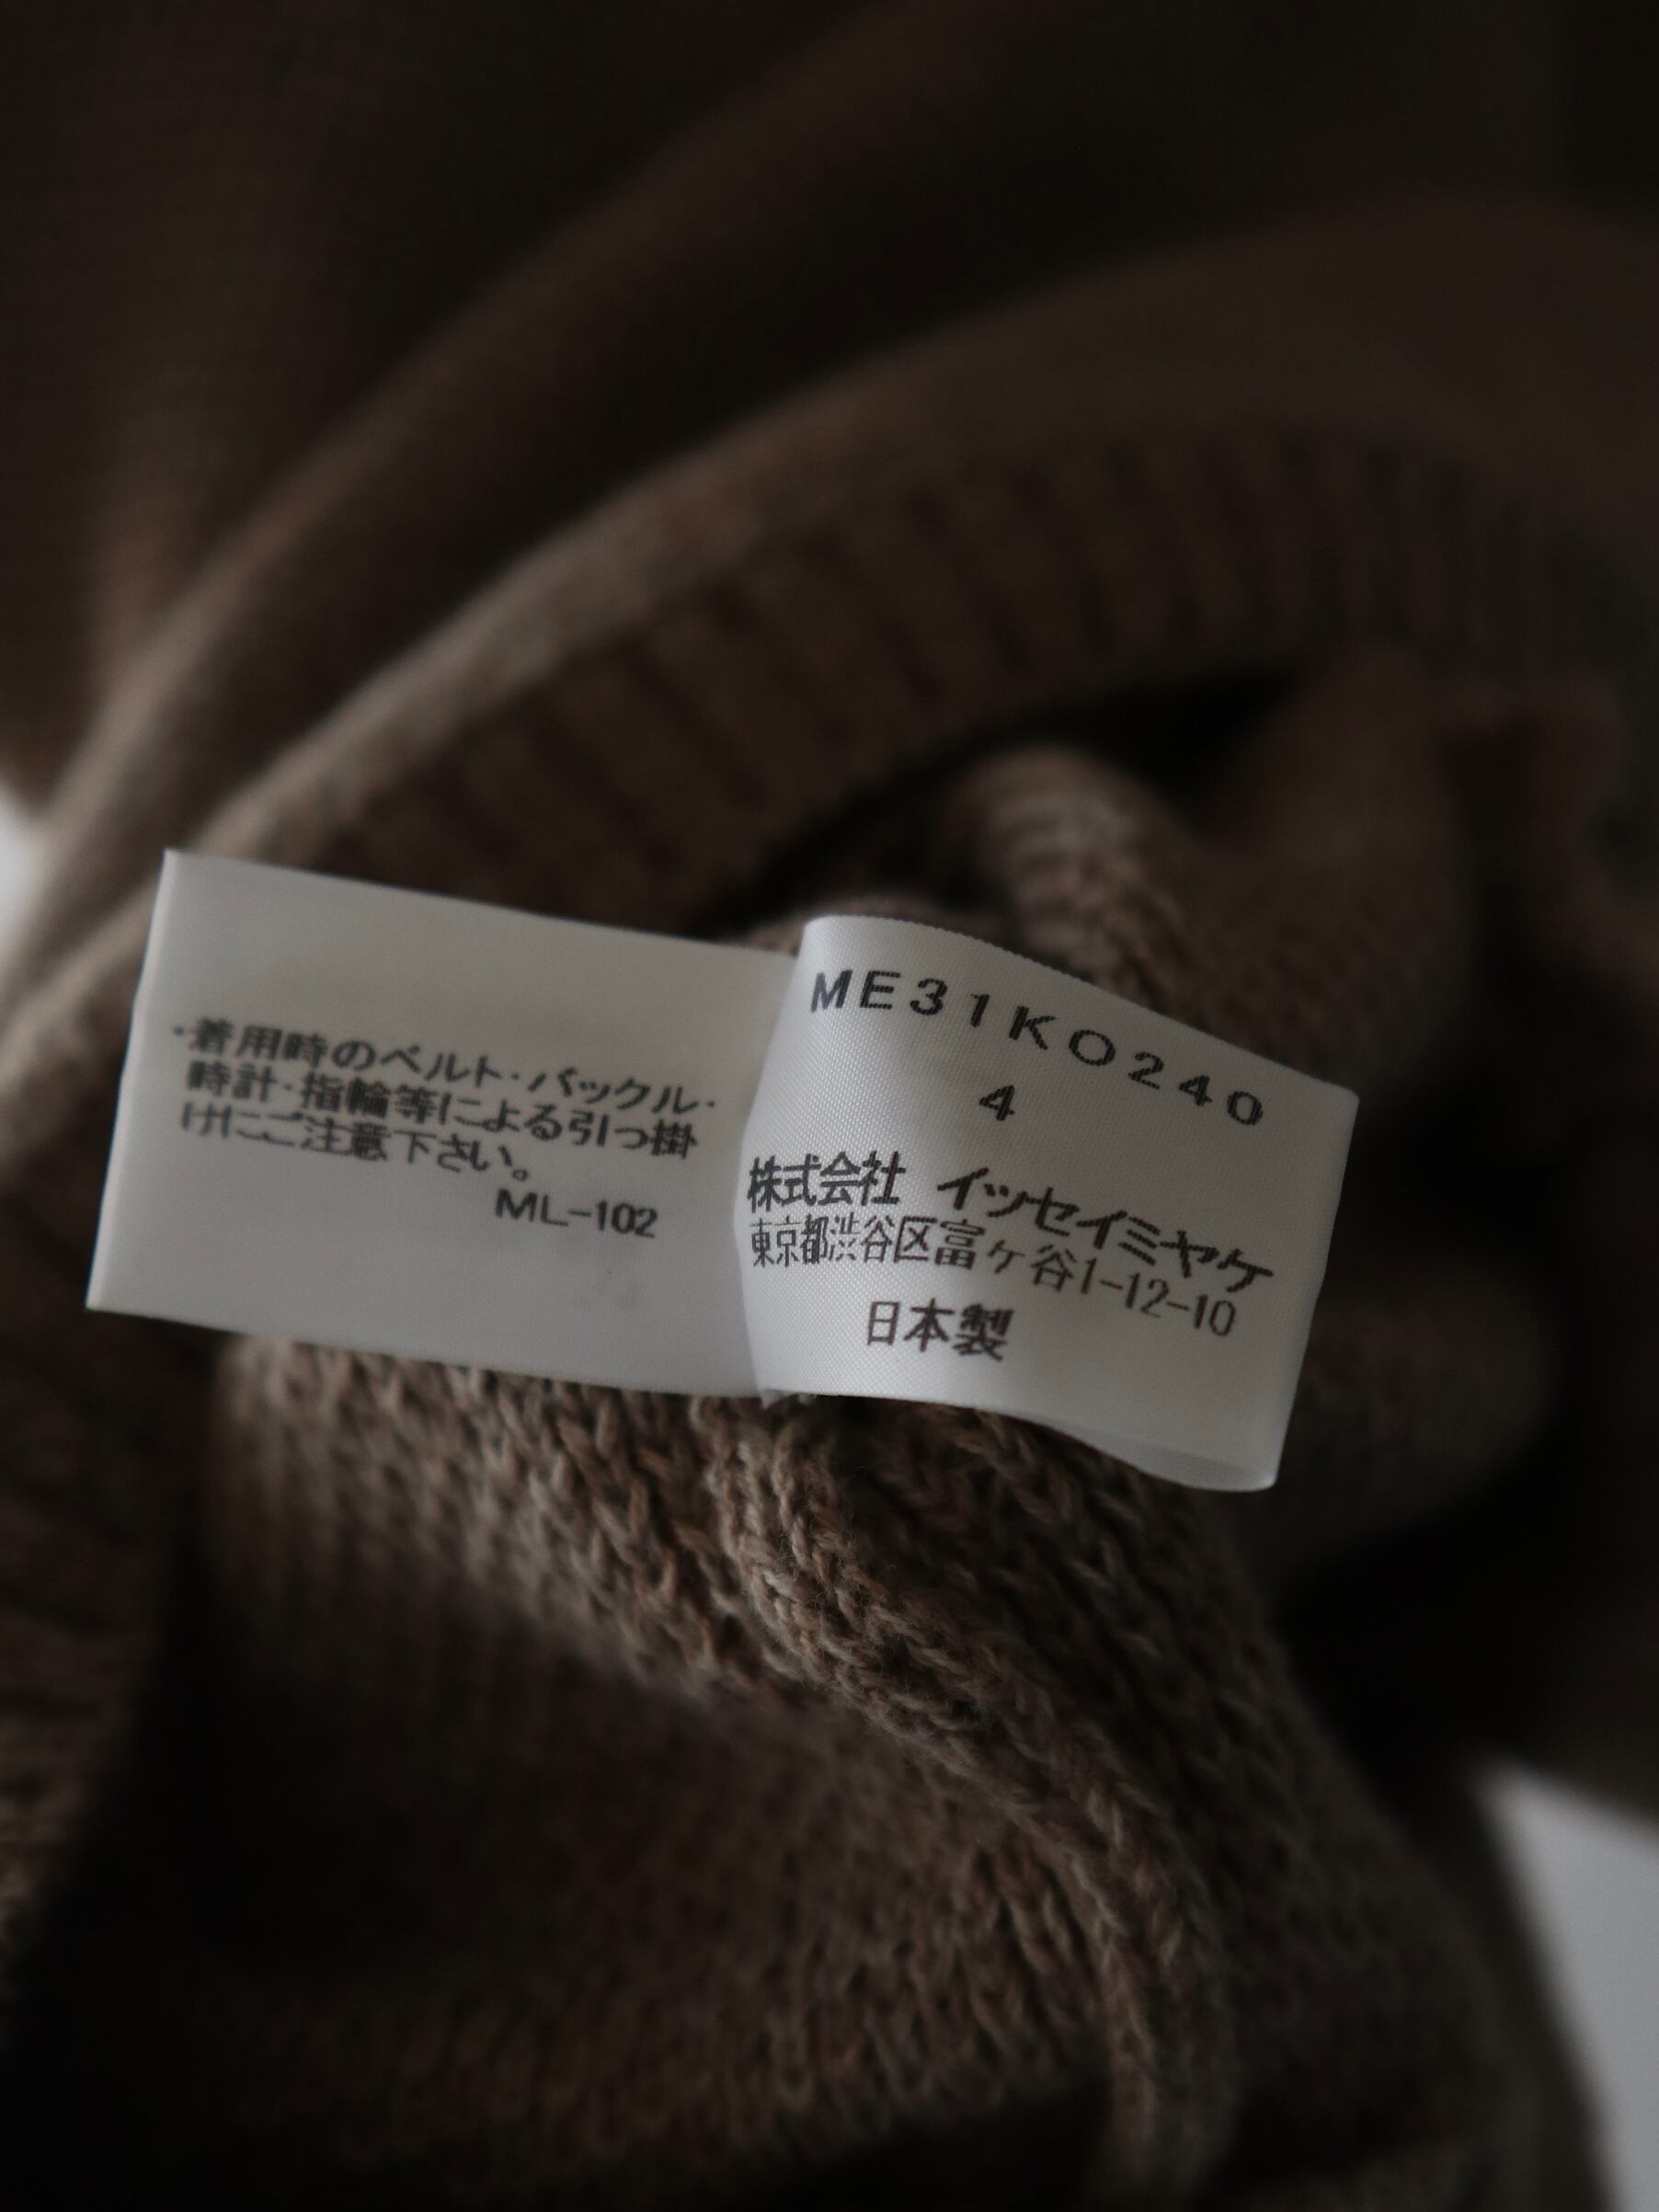 ・着用時のベルト・バックル・
時計・指輪等による引っ掛
けにご注意下さい。
ML-102
ME31KO240
4
株式会社 イッセイミヤケ
東京都渋谷区富ヶ谷1-12-10
日本製